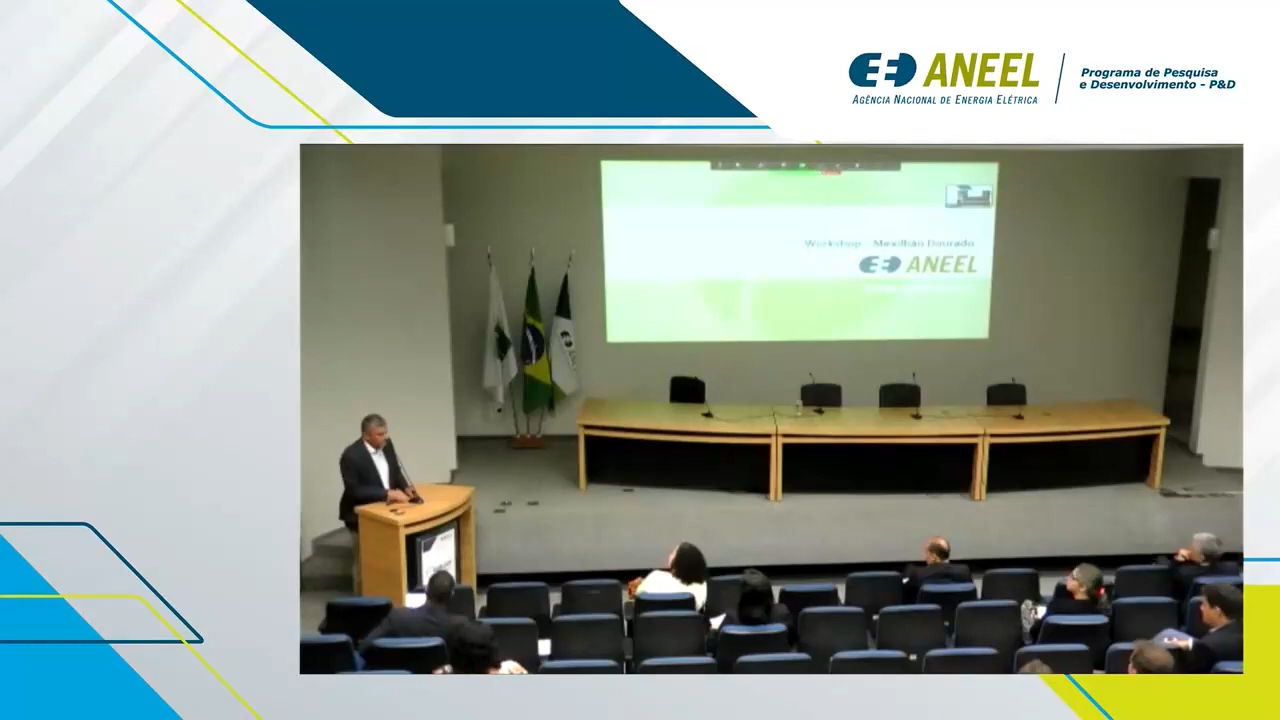 ANEEL
AGÊNCIA NACIONAL DE ENERGIA ELÉTRICA
Programa de Pesquisa
e Desenvolvimento - P&D
Workshop - Mexilhão Dourado
ANEEL